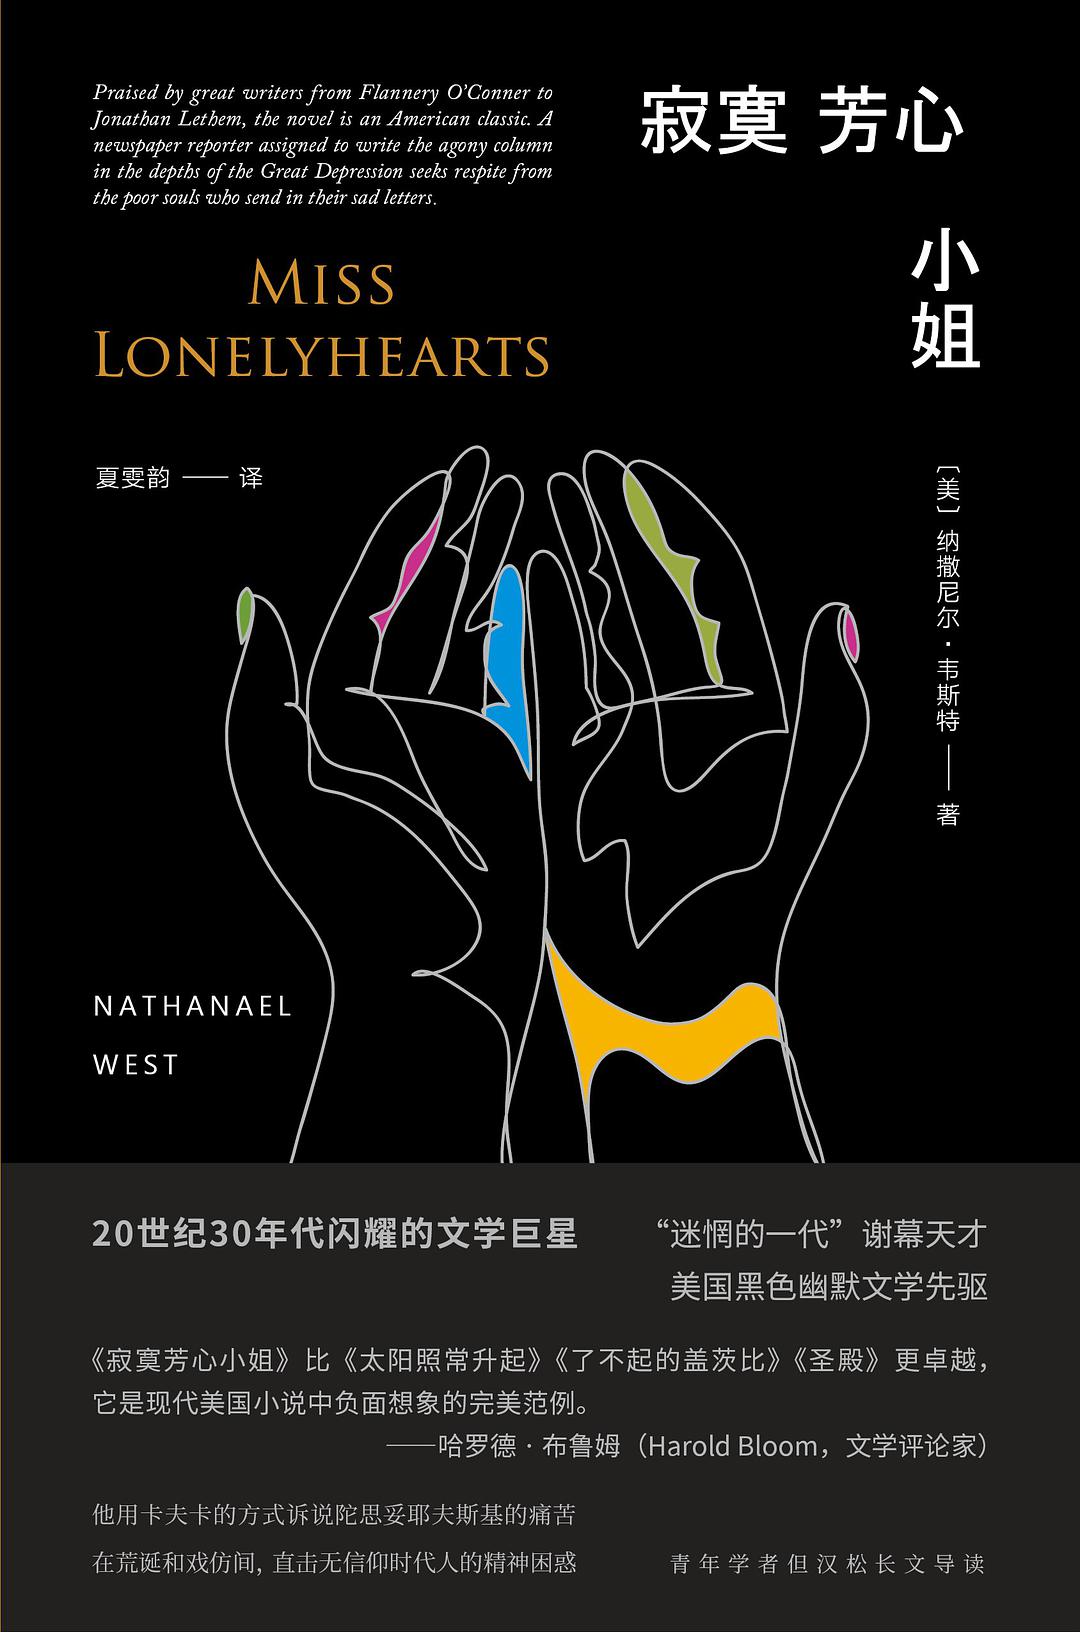 Praised by great writers from Flannery O’Conner to
Jonathan Lethem, the novel is an American classic. A
newspaper reporter assigned to write the agony column
in the depths of the Great Depression seeks respite from
the poor souls who send in their sad letters.
寂寞 芳心
小姐
MISS
LONELYHEARTS
夏雯韵 —— 译
［美］纳撒尼尔·韦斯特 —— 著
NATHANAEL
WEST
20世纪30年代闪耀的文学巨星
“迷惘的一代”谢幕天才
美国黑色幽默文学先驱
《寂寞芳心小姐》比《太阳照常升起》《了不起的盖茨比》《圣殿》更卓越，
它是现代美国小说中负面想象的完美范例。
——哈罗德·布鲁姆（Harold Bloom，文学评论家）
他用卡夫卡的方式诉说陀思妥耶夫斯基的痛苦
在荒诞和戏仿间，直击无信仰时代人的精神困惑
青年学者但汉松长文导读